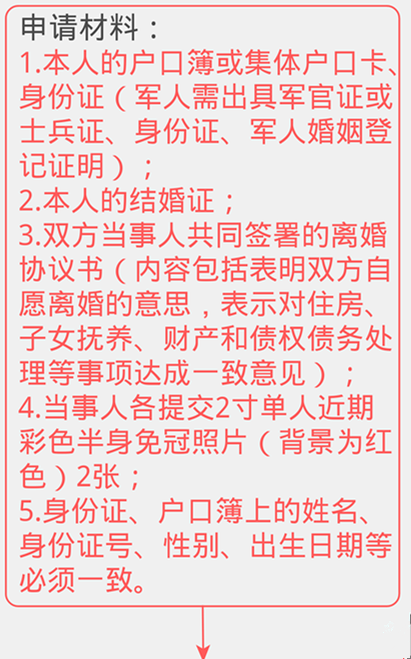 申请材料：
1.本人的户口簿或集体户口卡、
身份证（军人需出具军官证或
士兵证、身份证、军人婚姻登
记证明）；
2.本人的结婚证；
3.双方当事人共同签署的离婚
协议书（内容包括表明双方自
愿离婚的意思，表示对住房、
子女抚养、财产和债权债务处
理等事项达成一致意见）；
4.当事人各提交2寸单人近期
彩色半身免冠照片（背景为红
色）2张；
5.身份证、户口簿上的姓名、
身份证号、性别、出生日期等
必须一致。